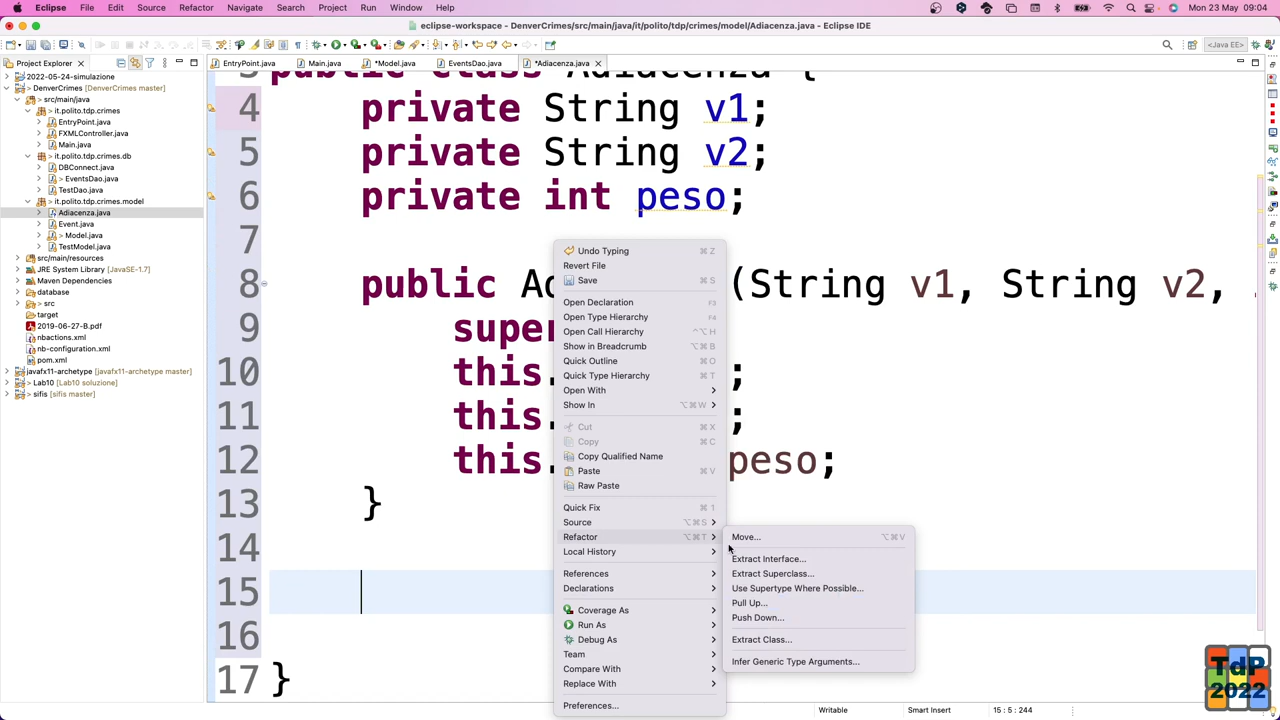 Eclipse File Edit Source Refactor Navigate Search Project Run Window Help Mon 23 May 09:04
eclipse-workspace - DenverCrimes/src/main/java/it/polito/tdp/crimes/model/Adiacenza.java - Eclipse IDE
<Java EE>
Project Explorer
EntryPoint.java Main.java *Model.java EventsDao.java *Adiacenza.java
2022-05-24-simulazione
> DenverCrimes [DenverCrimes master]
src/main/java
it.polito.tdp.crimes
EntryPoint.java
FXMLController.java
Main.java
> it.polito.tdp.crimes.db
DBConnect.java
> EventsDao.java
TestDao.java
> it.polito.tdp.crimes.model
Adiacenza.java
Event.java
> Model.java
TestModel.java
src/main/resources
JRE System Library [JavaSE-1.7]
Maven Dependencies
database
> src
target
2019-06-27-B.pdf
nbactions.xml
nb-configuration.xml
pom.xml
javafx11-archetype [javafx11-archetype master]
> Lab10 [Lab10 soluzione]
> sifis [sifis master]
3 public class Adiacenza {
4 private String v1;
5 private String v2;
6 private int peso;
7
8 public Ad (String v1, String v2,
9 super
10 this. ;
11 this. ;
12 this. peso;
13 }
14
15
16
17 }
Undo Typing ⌘ Z
Revert File
Save ⌘ S
Open Declaration F3
Open Type Hierarchy F4
Open Call Hierarchy ^⌥H
Show in Breadcrumb ⌥⌘B
Quick Outline ⌘O
Quick Type Hierarchy ⌘T
Open With
Show In ⌥⌘W
Cut ⌘X
Copy ⌘C
Copy Qualified Name
Paste ⌘V
Raw Paste
Quick Fix ⌘1
Source ⌥⌘S
Refactor ⌥⌘T
Local History
References
Declarations
Coverage As
Run As
Debug As
Team
Compare With
Replace With
Preferences...
Move... ⌥⌘V
Extract Interface...
Extract Superclass...
Use Supertype Where Possible...
Pull Up...
Push Down...
Extract Class...
Infer Generic Type Arguments...
Writable Smart Insert 15 : 5 : 244
TdP
2022